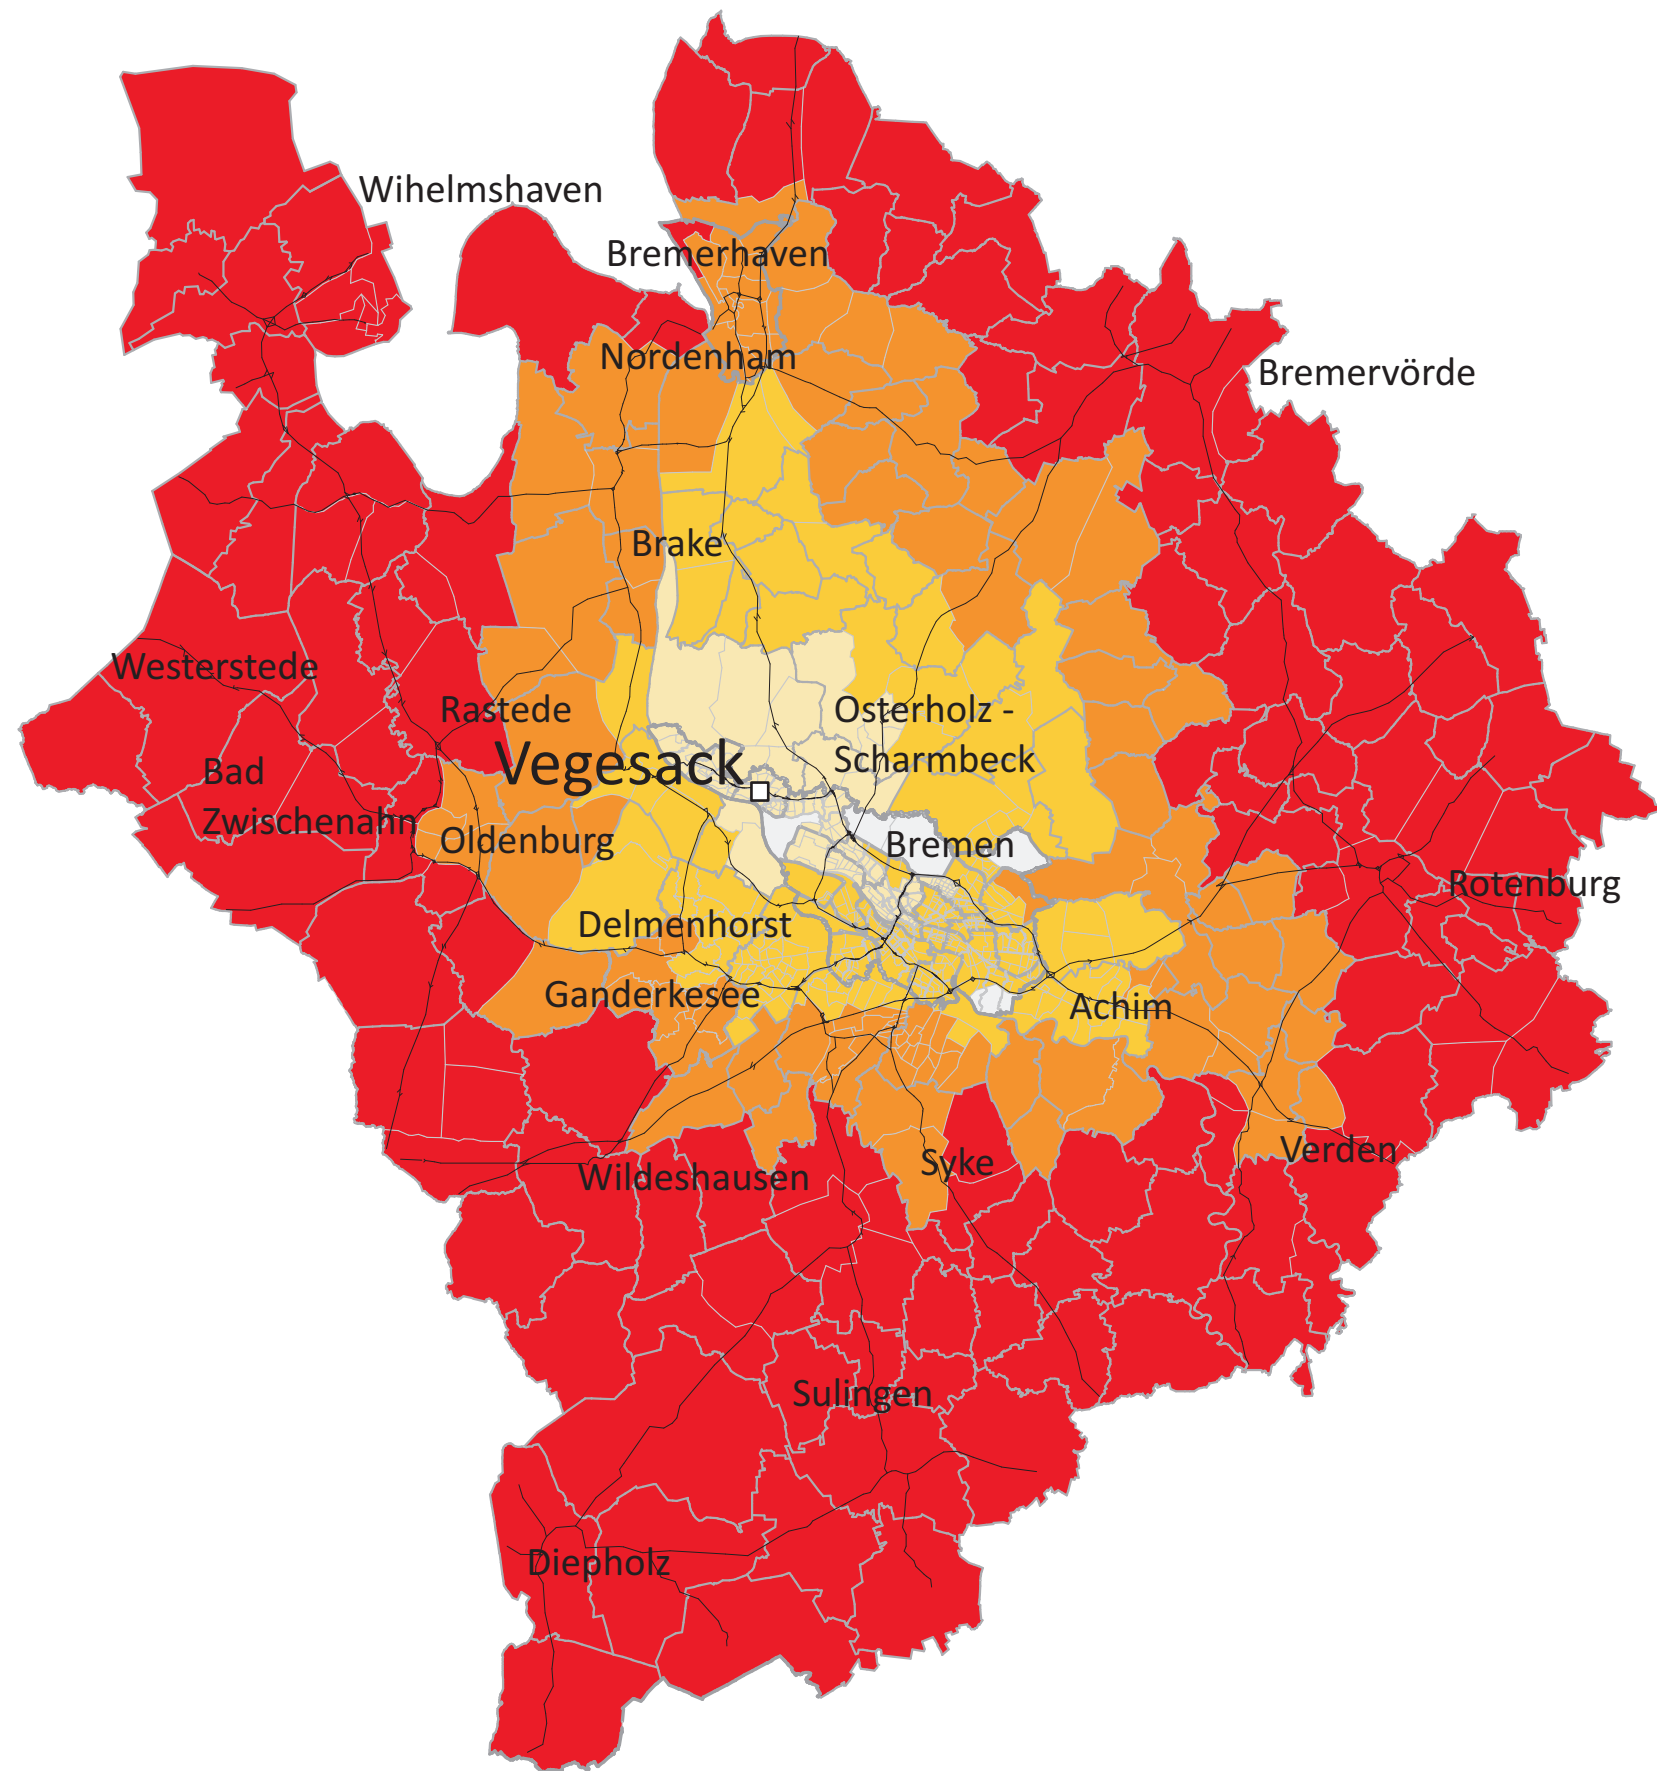 Wihelmshaven
Bremerhaven
Nordenham
Bremervörde
Brake
Westerstede
Rastede
Osterholz -
Scharmbeck
Vegesack
Bad
Zwischenahn
Oldenburg
Bremen
Rotenburg
Delmenhorst
Ganderkesee
Achim
Verden
Syke
Wildeshausen
Sulingen
Diepholz